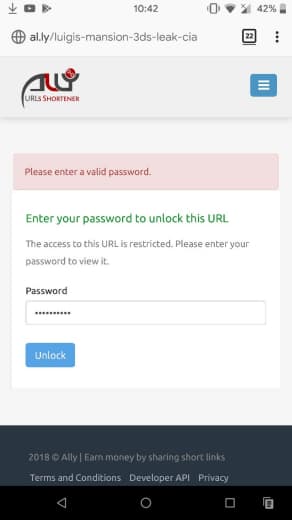 10:42
42%
al.ly/luigis-mansion-3ds-leak-cia
22
ALLY
URLS SHORTENER
Please enter a valid password.
Enter your password to unlock this URL
The access to this URL is restricted. Please enter your
password to view it.
Password
••••••••••
Unlock
2018 © Ally | Earn money by sharing short links
Terms and Conditions Developer API Privacy